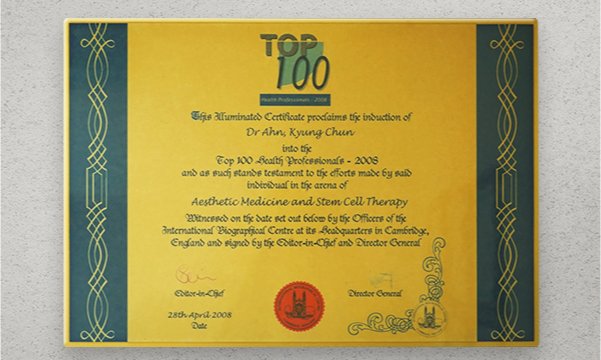 TOP
100
Health Professionals - 2008
This Illuminated Certificate proclaims the induction of
Dr Ahn, Kyung Chun
into the
Top 100 Health Professionals - 2008
and as such stands testament to the efforts made by said
individual in the arena of
Aesthetic Medicine and Stem Cell Therapy
Witnessed on the date set out below by the Officers of the
International Biographical Centre at its Headquarters in Cambridge,
England and signed by the Editor-in-Chief and Director General
Editor-in-Chief
Director General
28th April 2008
Date